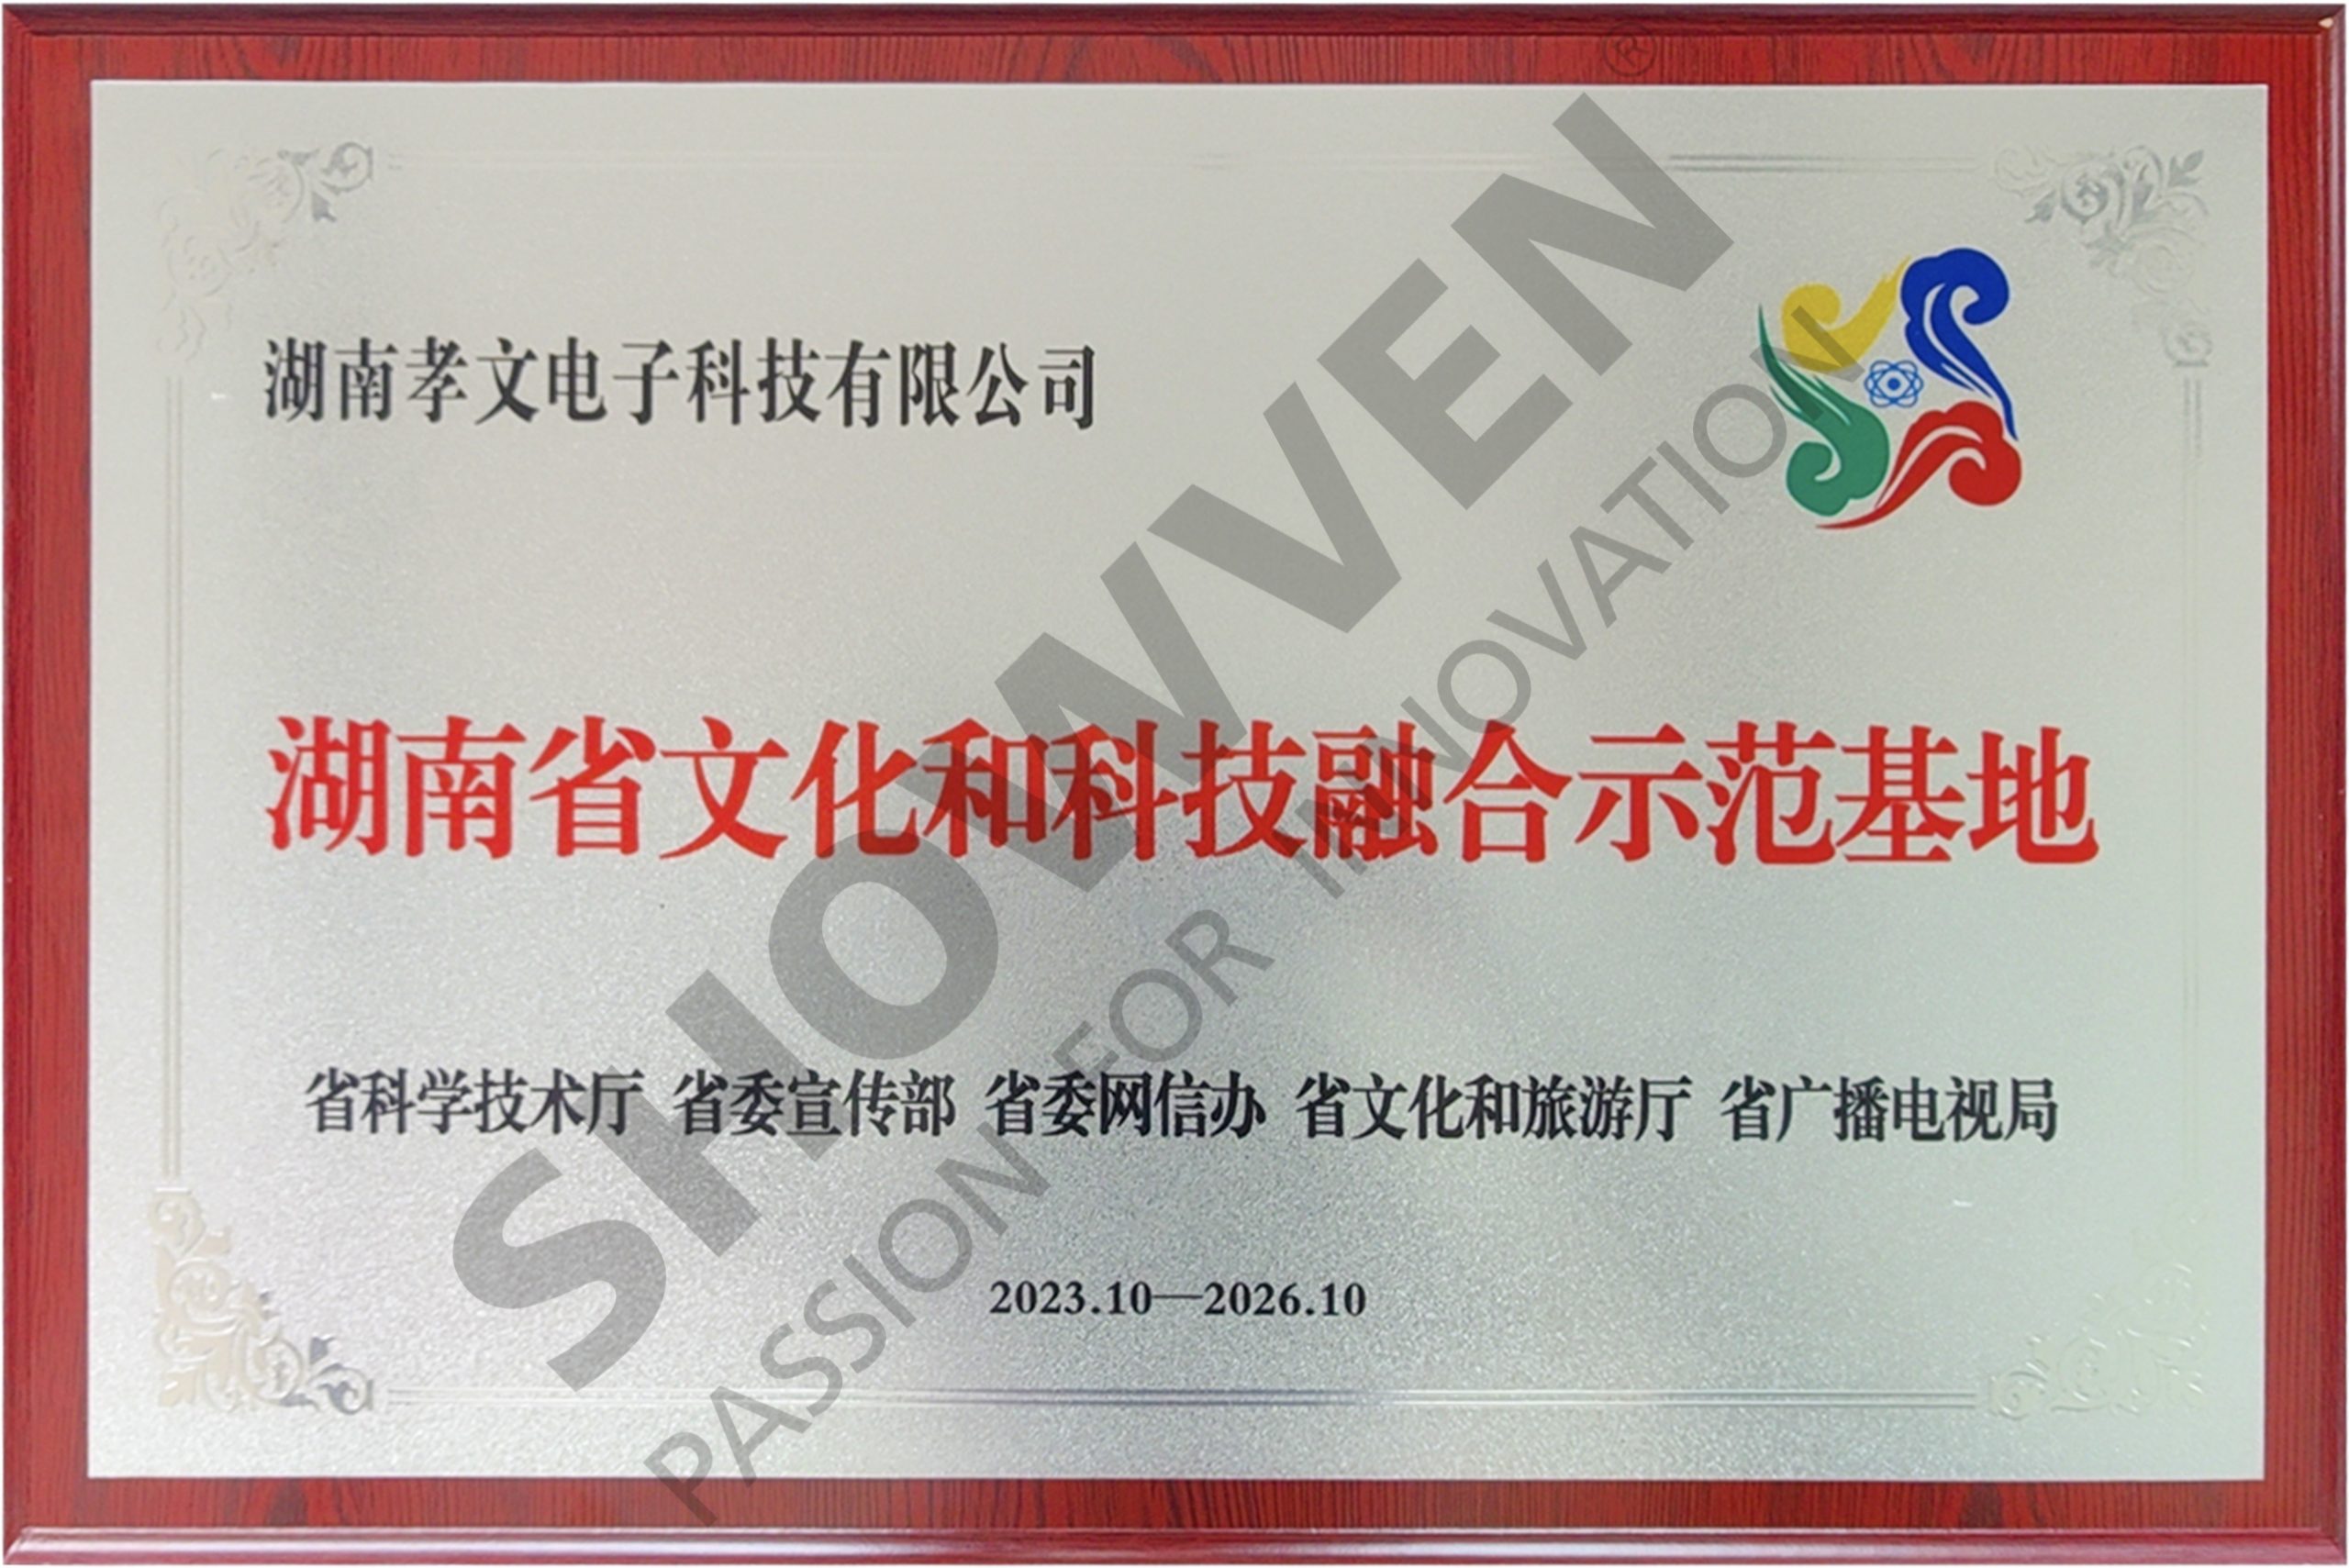 湖南孝文电子科技有限公司
湖南省文化和科技融合示范基地
省科学技术厅 省委宣传部 省委网信办 省文化和旅游厅 省广播电视局
2023.10—2026.10
SHOWVEN®
PASSION FOR INNOVATION